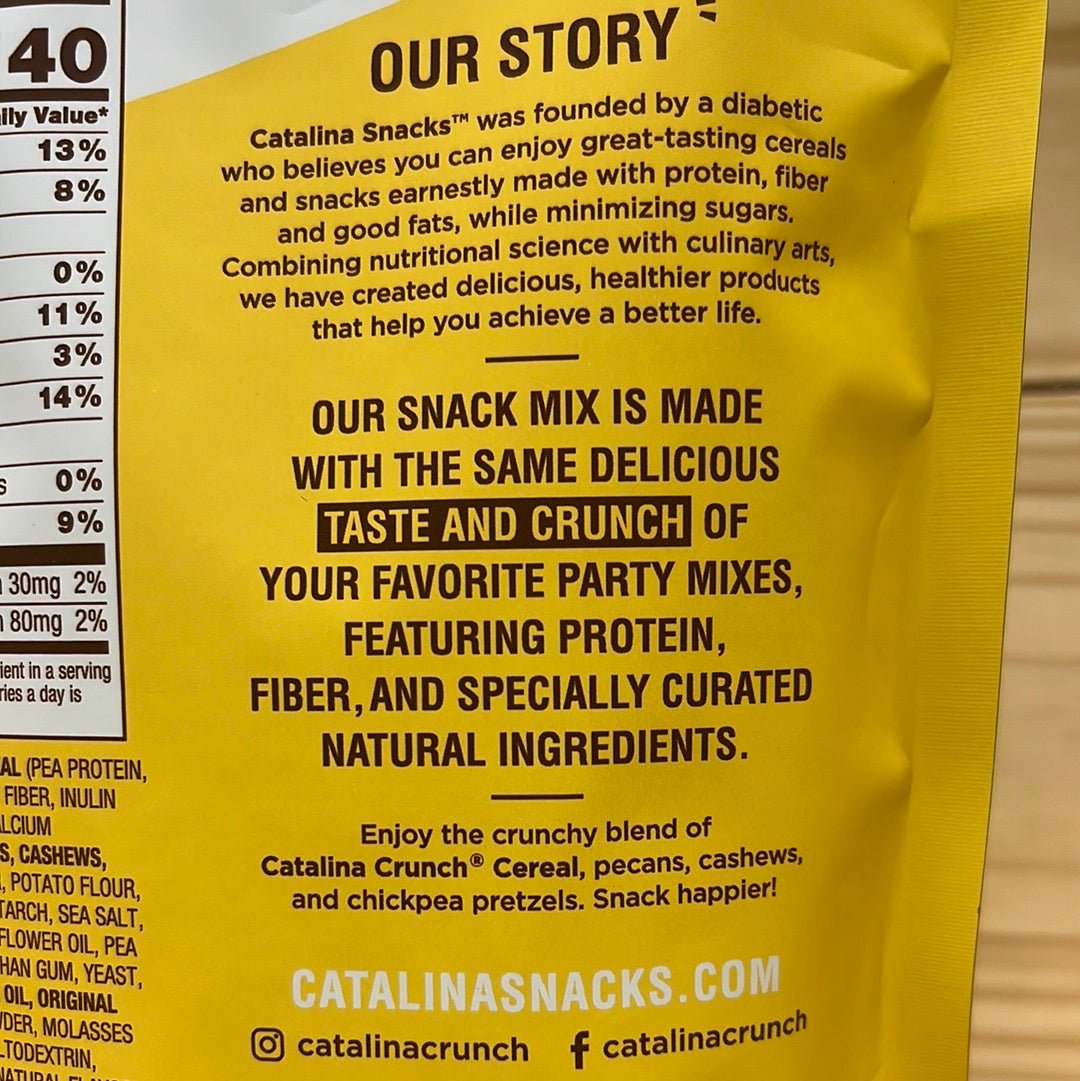 40
ily Value*
13%
8%
0%
11%
3%
14%
s 0%
9%
30mg 2%
80mg 2%
ient in a serving
ries a day is
AL (PEA PROTEIN,
FIBER, INULIN
LCIUM
S, CASHEWS,
, POTATO FLOUR,
TARCH, SEA SALT,
FLOWER OIL, PEA
HAN GUM, YEAST,
OIL, ORIGINAL
DER, MOLASSES
LTODEXTRIN,
OUR STORY
Catalina Snacks™ was founded by a diabetic
who believes you can enjoy great-tasting cereals
and snacks earnestly made with protein, fiber
and good fats, while minimizing sugars.
Combining nutritional science with culinary arts,
we have created delicious, healthier products
that help you achieve a better life.
OUR SNACK MIX IS MADE
WITH THE SAME DELICIOUS
TASTE AND CRUNCH OF
YOUR FAVORITE PARTY MIXES,
FEATURING PROTEIN,
FIBER, AND SPECIALLY CURATED
NATURAL INGREDIENTS.
Enjoy the crunchy blend of
Catalina Crunch® Cereal, pecans, cashews,
and chickpea pretzels. Snack happier!
CATALINASNACKS.COM
catalinacrunch f catalinacrunch